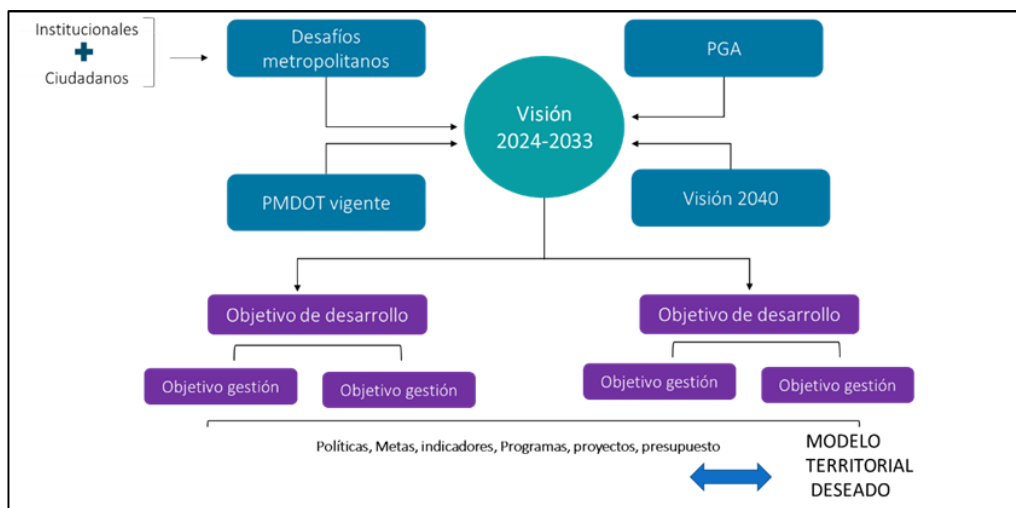 Institucionales
Ciudadanos
Desafíos
metropolitanos
PGA
Visión
2024-2033
PMDOT vigente
Visión 2040
Objetivo de desarrollo
Objetivo de desarrollo
Objetivo gestión
Objetivo gestión
Objetivo gestión
Objetivo gestión
Políticas, Metas, indicadores, Programas, proyectos, presupuesto
MODELO
TERRITORIAL
DESEADO